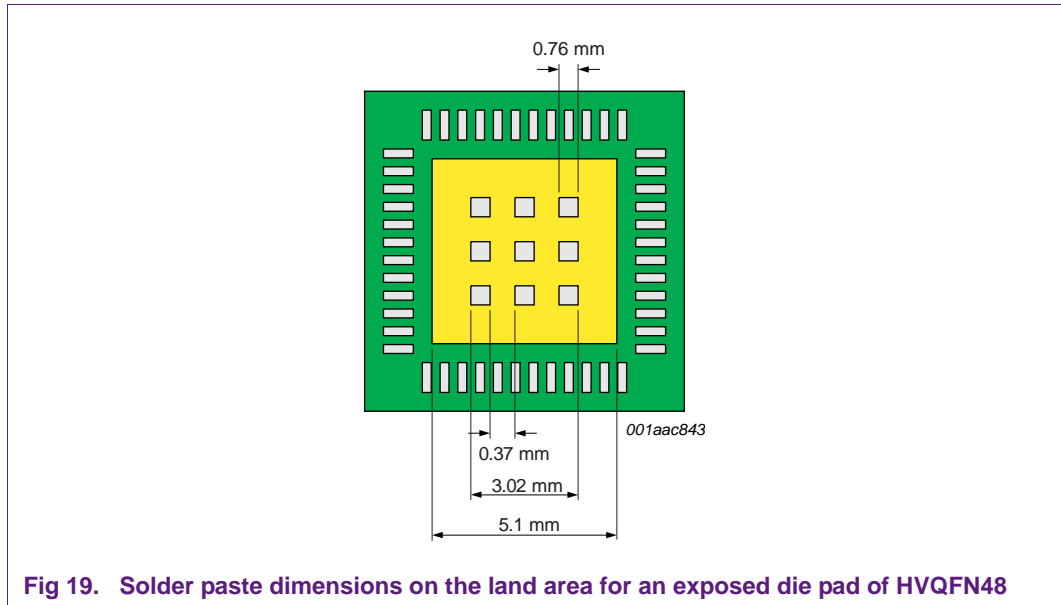 0.76 mm
001aac843
0.37 mm
3.02 mm
5.1 mm
Fig 19. Solder paste dimensions on the land area for an exposed die pad of HVQFN48